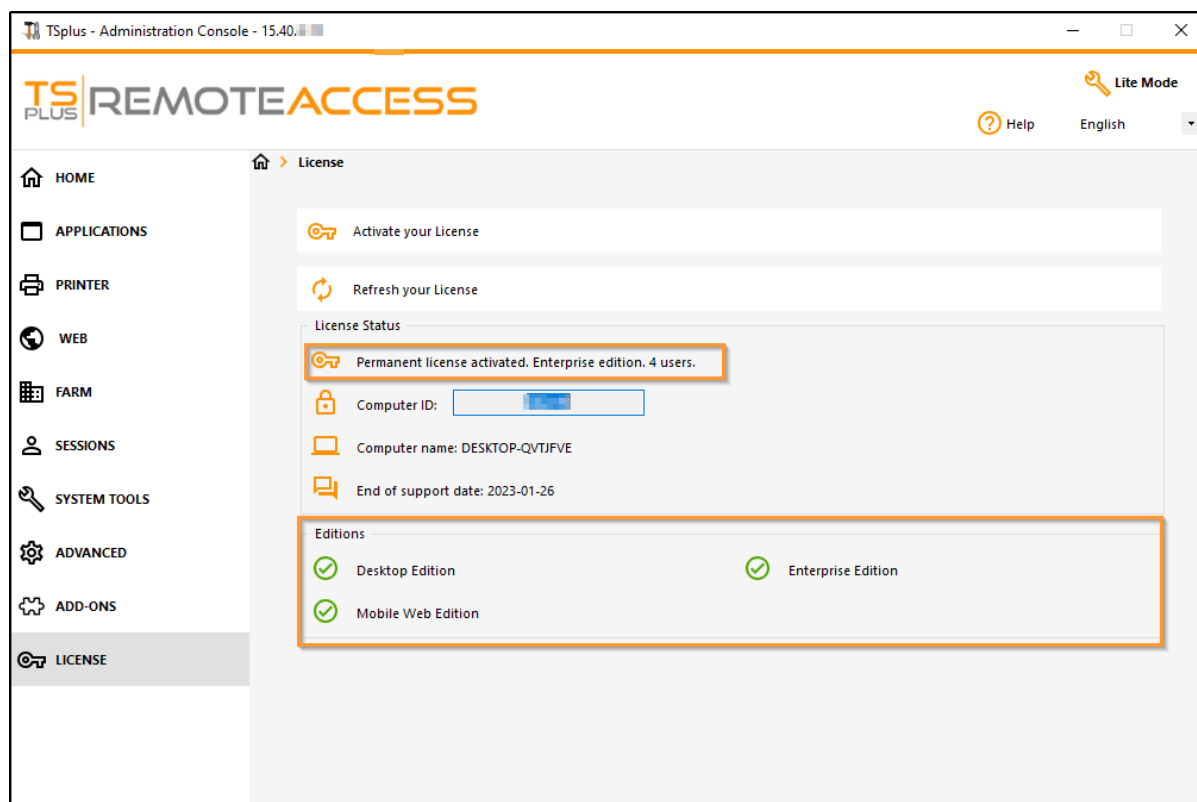 TSplus - Administration Console - 15.40.
TS PLUS REMOTEACCESS
Lite Mode
Help
English
HOME
APPLICATIONS
PRINTER
WEB
FARM
SESSIONS
SYSTEM TOOLS
ADVANCED
ADD-ONS
LICENSE
License
Activate your License
Refresh your License
License Status
Permanent license activated. Enterprise edition. 4 users.
Computer ID:
Computer name: DESKTOP-QVTJFVE
End of support date: 2023-01-26
Editions
Desktop Edition
Enterprise Edition
Mobile Web Edition